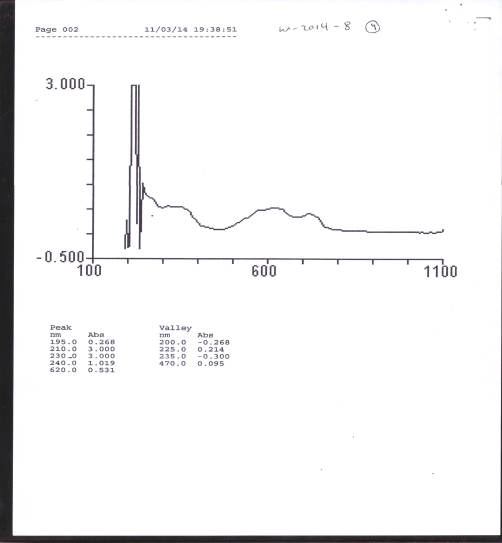 Page 002 11/03/14 19:38:51 w-2014-8 4
3.000
-0.500
100 600 1100
Peak Valley
nm Abs nm Abs
195.0 0.268 200.0 -0.268
210.0 3.000 225.0 0.214
230.0 3.000 235.0 -0.300
240.0 1.019 470.0 0.095
620.0 0.531